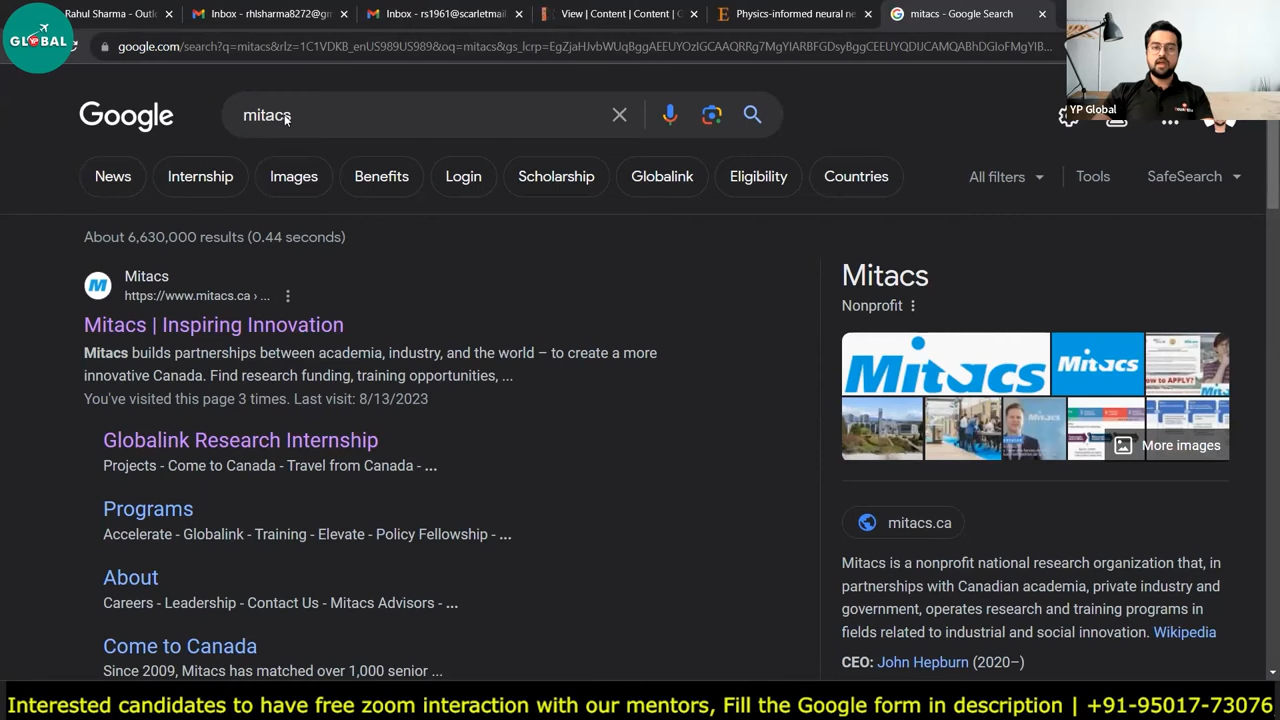 YP
GLOBAL
Rahul Sharma - Outl
Inbox - rhlsharma8272@gm
Inbox - rs1961@scarletmail
View | Content | Content | G
Physics-informed neural ne
mitacs - Google Search
google.com/search?q=mitacs&rlz=1C1VDKB_enUS989US989&oq=mitacs&gs_lcrp=
YP Global
Google
mitacs
News
Internship
Images
Benefits
Login
Scholarship
Globalink
Eligibility
Countries
All filters
Tools
SafeSearch
About 6,630,000 results (0.44 seconds)
M
Mitacs
https://www.mitacs.ca › ...
Mitacs | Inspiring Innovation
Mitacs builds partnerships between academia, industry, and the world – to create a more
innovative Canada. Find research funding, training opportunities, ...
You've visited this page 3 times. Last visit: 8/13/2023
Globalink Research Internship
Projects - Come to Canada - Travel from Canada - ...
Programs
Accelerate - Globalink - Training - Elevate - Policy Fellowship - ...
About
Careers - Leadership - Contact Us - Mitacs Advisors - ...
Come to Canada
Since 2009, Mitacs has matched over 1,000 senior ...
Mitacs
Nonprofit
Mitacs
Mitacs
ow to APPLY?
More images
mitacs.ca
Mitacs is a nonprofit national research organization that, in
partnerships with Canadian academia, private industry and
government, operates research and training programs in
fields related to industrial and social innovation. Wikipedia
CEO: John Hepburn (2020–)
Interested candidates to have free zoom interaction with our mentors, Fill the Google form in description | +91-95017-73076